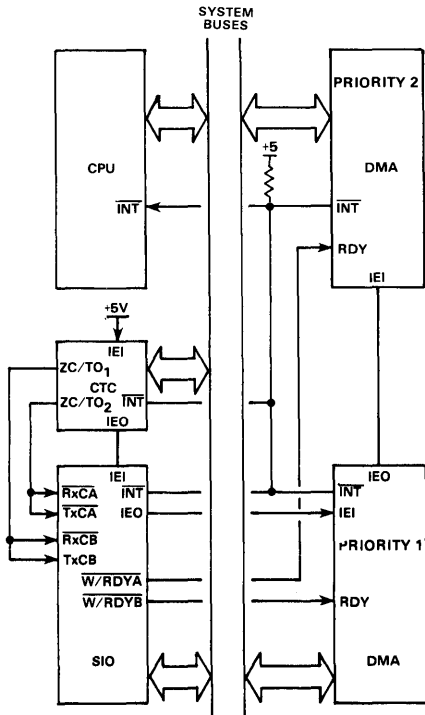 SYSTEM
BUSES
CPU
INT
PRIORITY 2
+5
DMA
INT
RDY
IEI
+5V
IEI
ZC/TO1
CTC
ZC/TO2
INT
IEO
IEI
RxCA
INT
TxCA
IEO
RxCB
TxCB
W/RDYA
W/RDYB
SIO
IEO
INT
IEI
PRIORITY 1
RDY
DMA